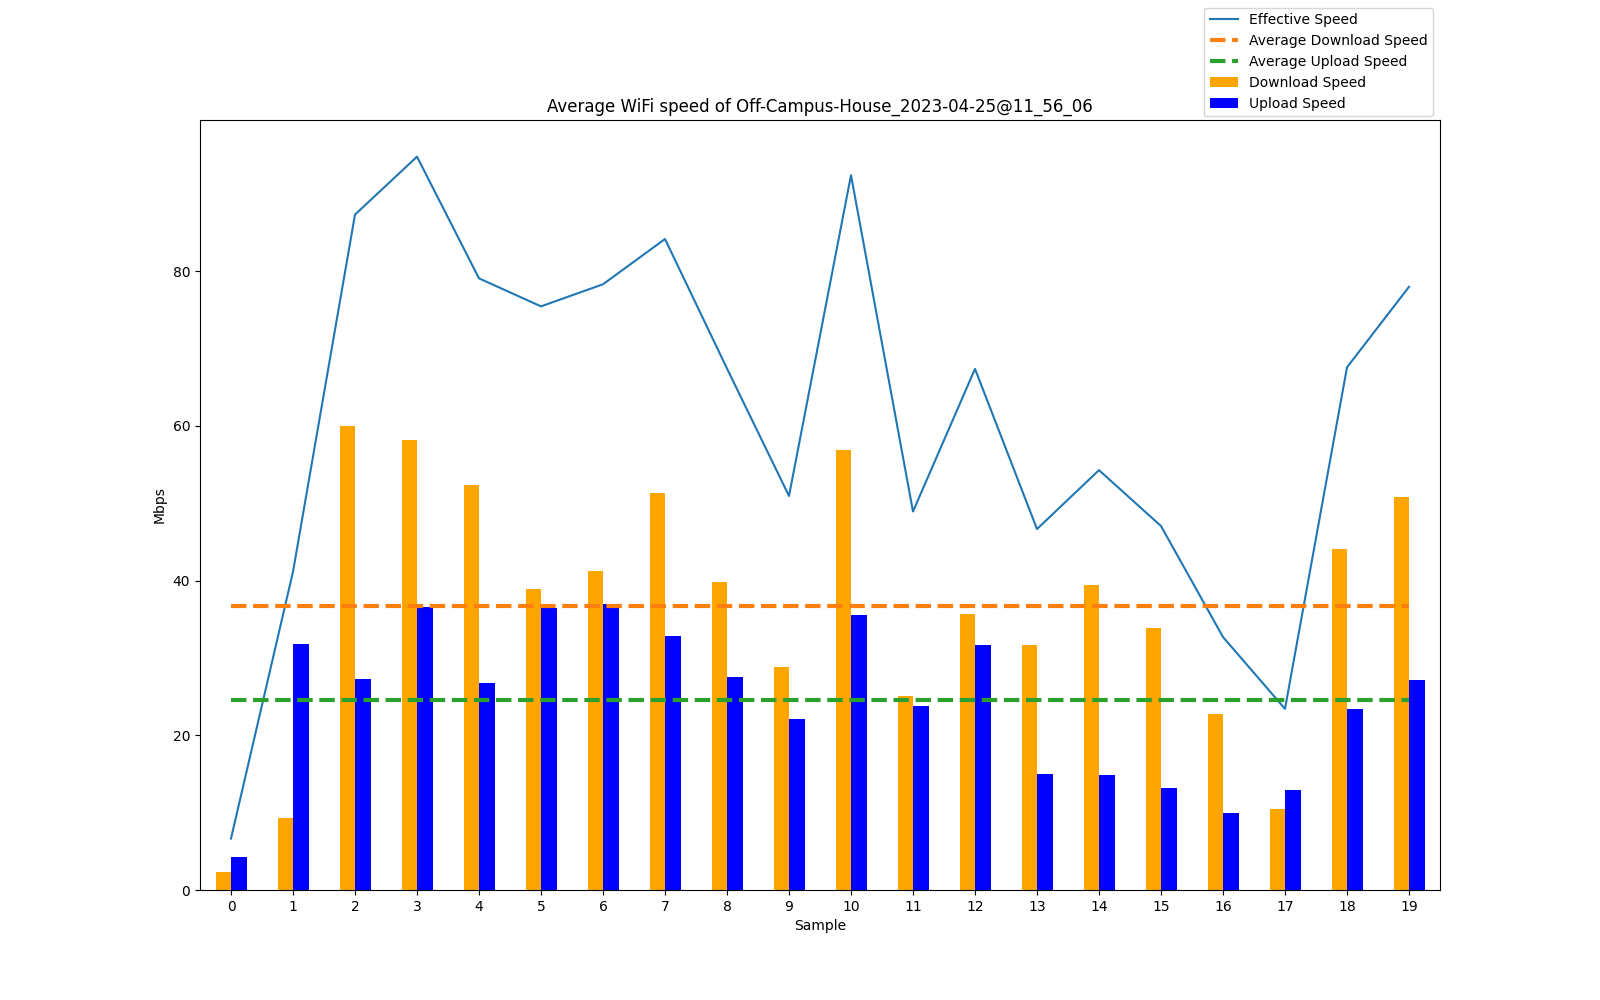 Effective Speed
Average Download Speed
Average Upload Speed
Download Speed
Upload Speed
Average WiFi speed of Off-Campus-House_2023-04-25@11_56_06
80
60
40
20
0
Mbps
0 1 2 3 4 5 6 7 8 9 10 11 12 13 14 15 16 17 18 19
Sample